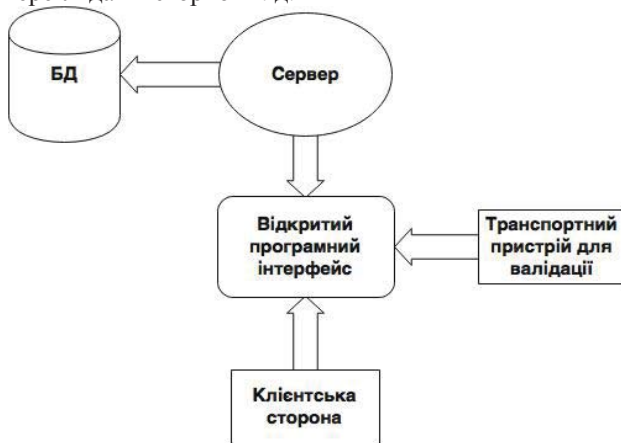 БД
Сервер
Відкритий
програмний
інтерфейс
Транспортний
пристрій для
валідації
Клієнтська
сторона